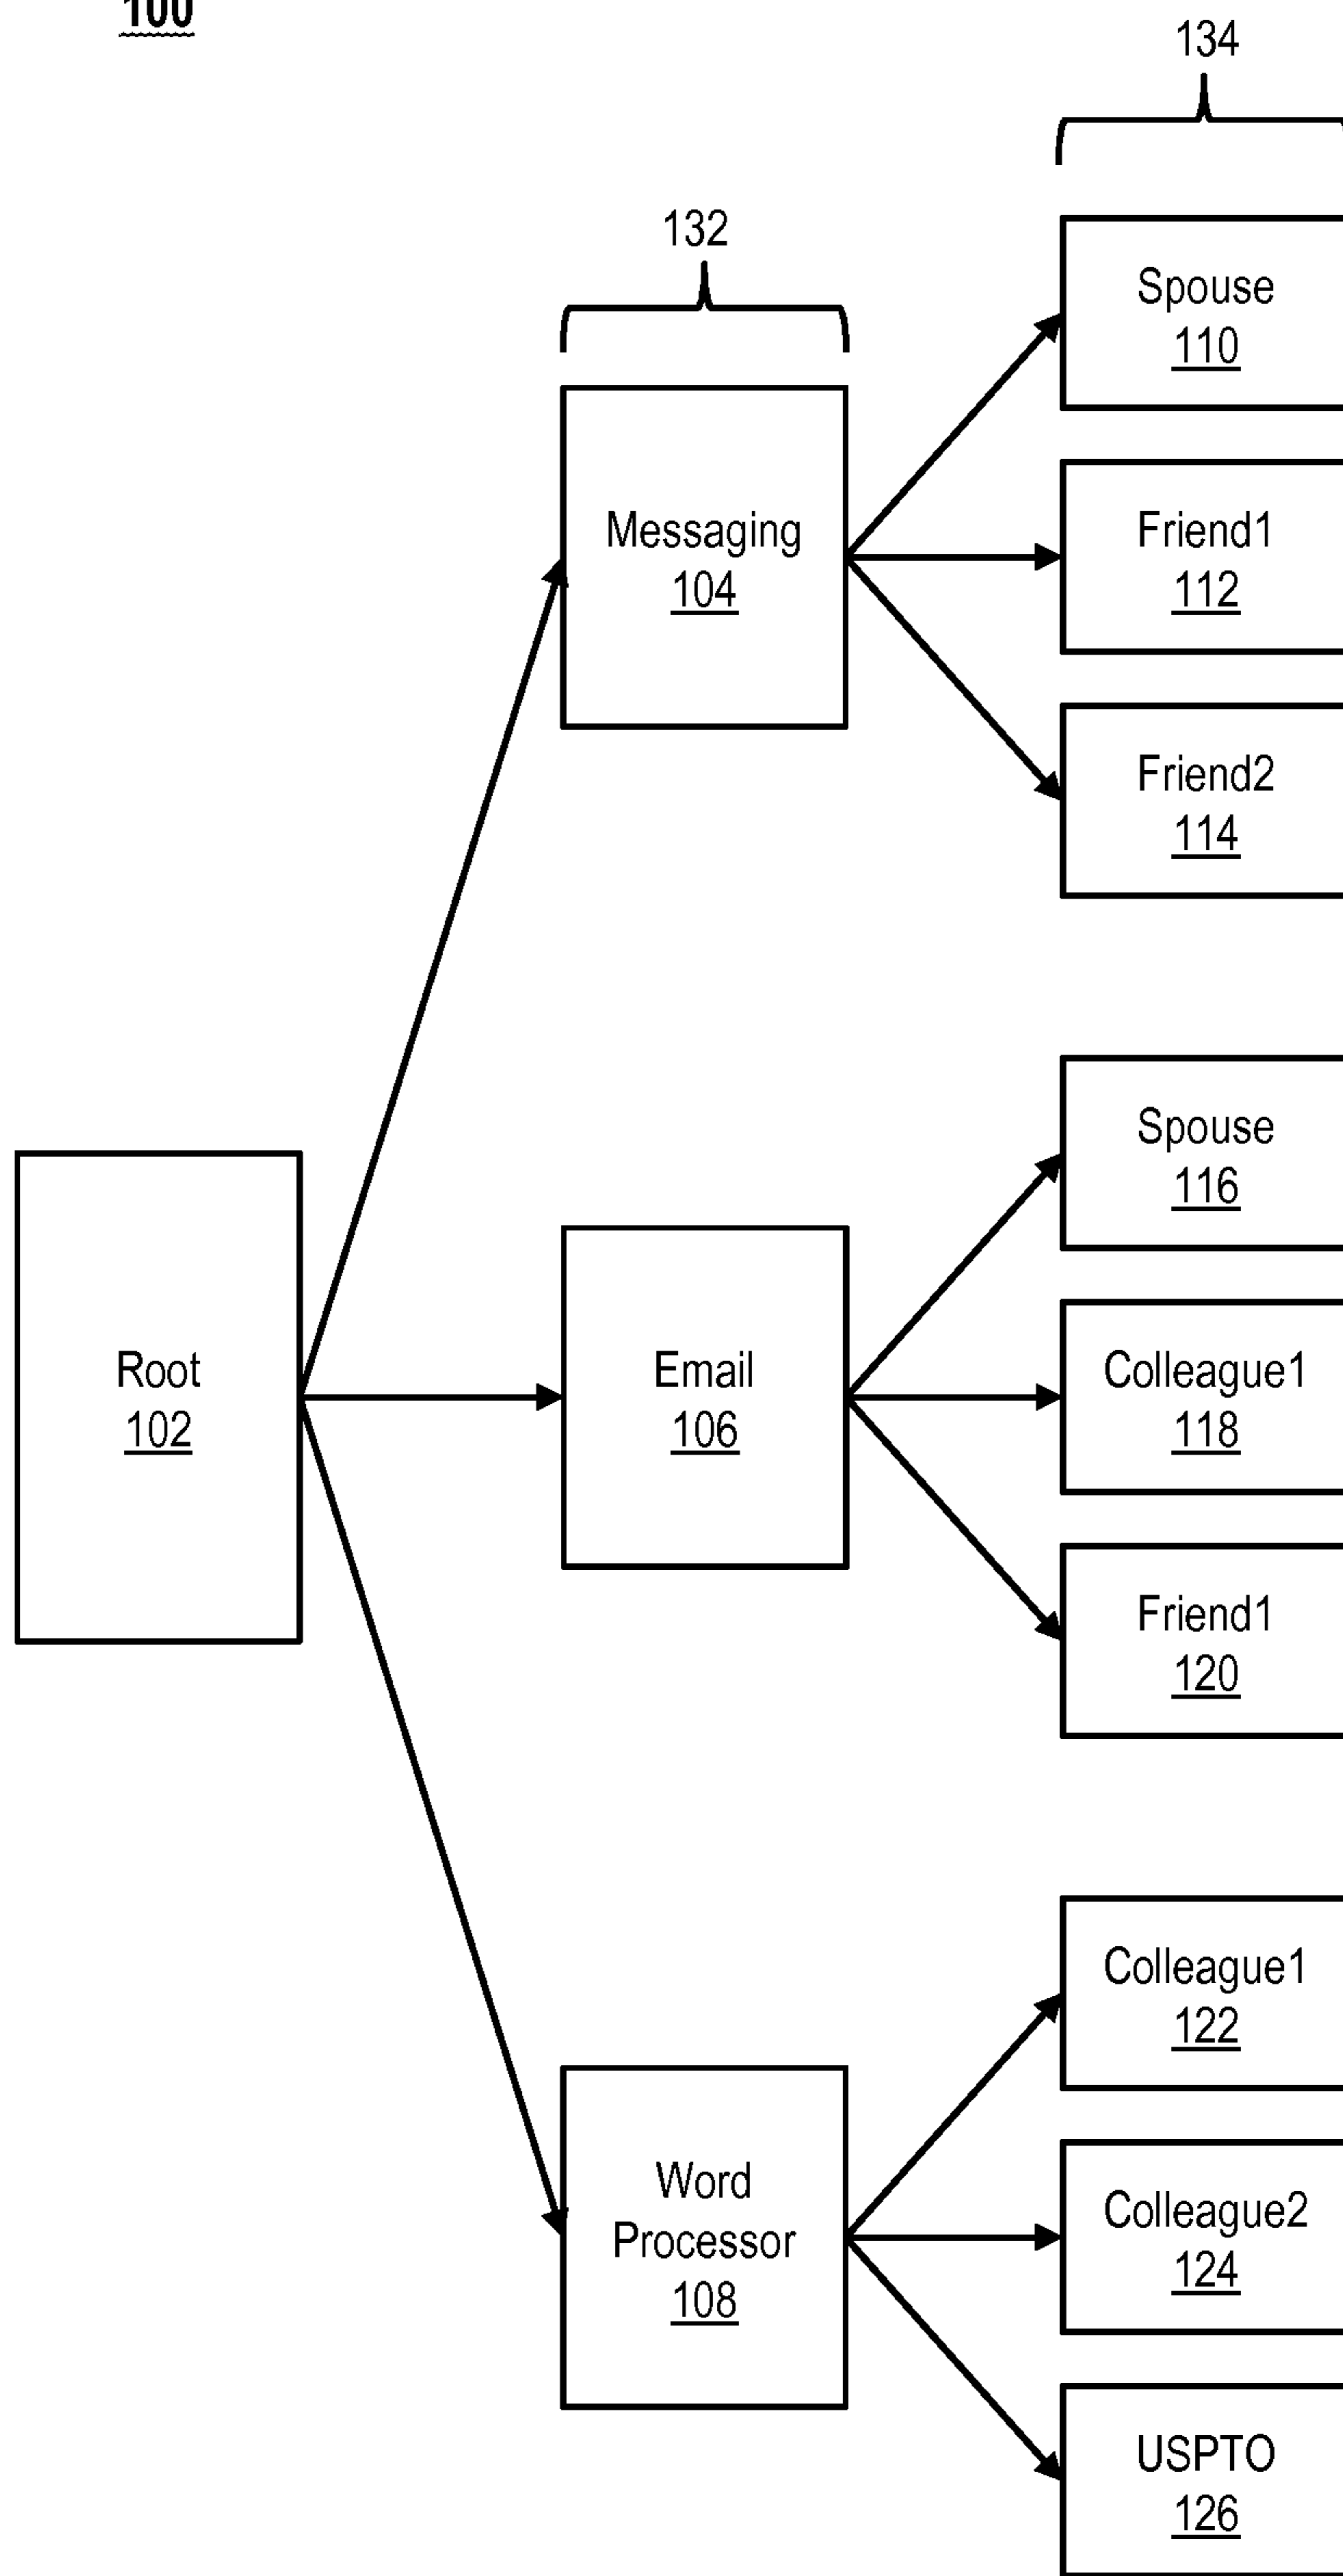 100
134
132
Spouse
110
Messaging
104
Friend1
112
Friend2
114
Root
102
Email
106
Spouse
116
Colleague1
118
Friend1
120
Word
Processor
108
Colleague1
122
Colleague2
124
USPTO
126